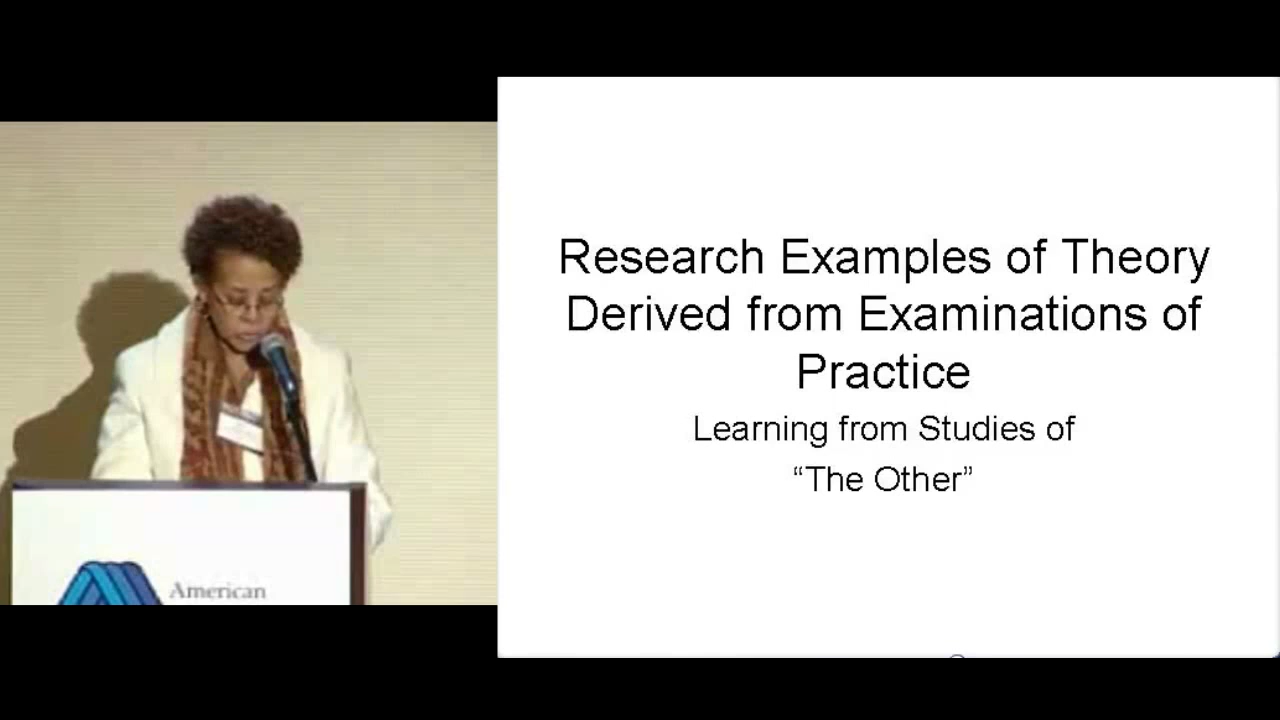 Research Examples of Theory
Derived from Examinations of
Practice
Learning from Studies of
“The Other”
American